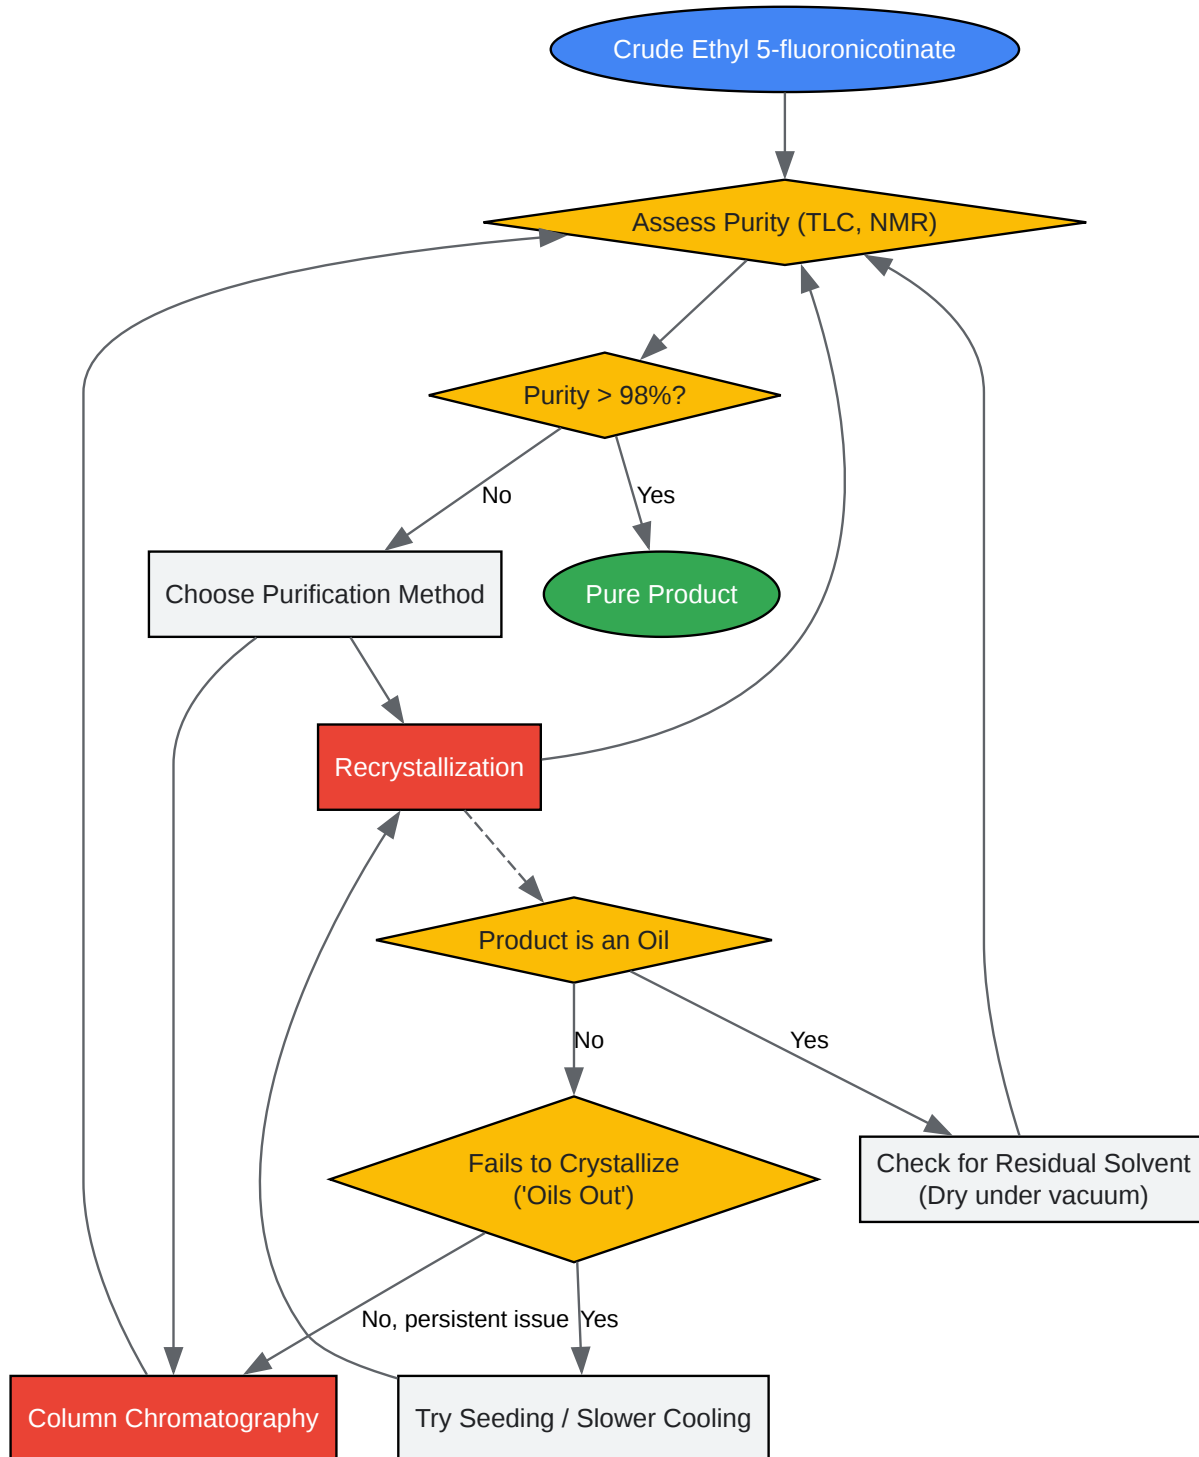 Crude Ethyl 5-fluoronicotinate
Assess Purity (TLC, NMR)
Purity > 98%?
No
Yes
Choose Purification Method
Pure Product
Recrystallization
Product is an Oil
No
Yes
Fails to Crystallize
('Oils Out')
Check for Residual Solvent
(Dry under vacuum)
No, persistent issue
Yes
Column Chromatography
Try Seeding / Slower Cooling